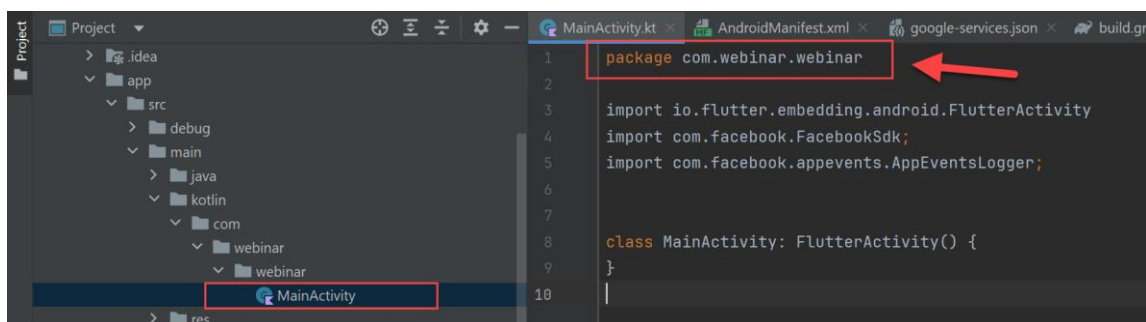 Project
Project
MainActivity.kt
AndroidManifest.xml
google-services.json
build.gr
.idea
app
src
debug
main
java
kotlin
com
webinar
webinar
MainActivity
res
1 package com.webinar.webinar
2
3 import io.flutter.embedding.android.FlutterActivity
4 import com.facebook.FacebookSdk;
5 import com.facebook.appevents.AppEventsLogger;
6
7
8 class MainActivity: FlutterActivity() {
9 }
10